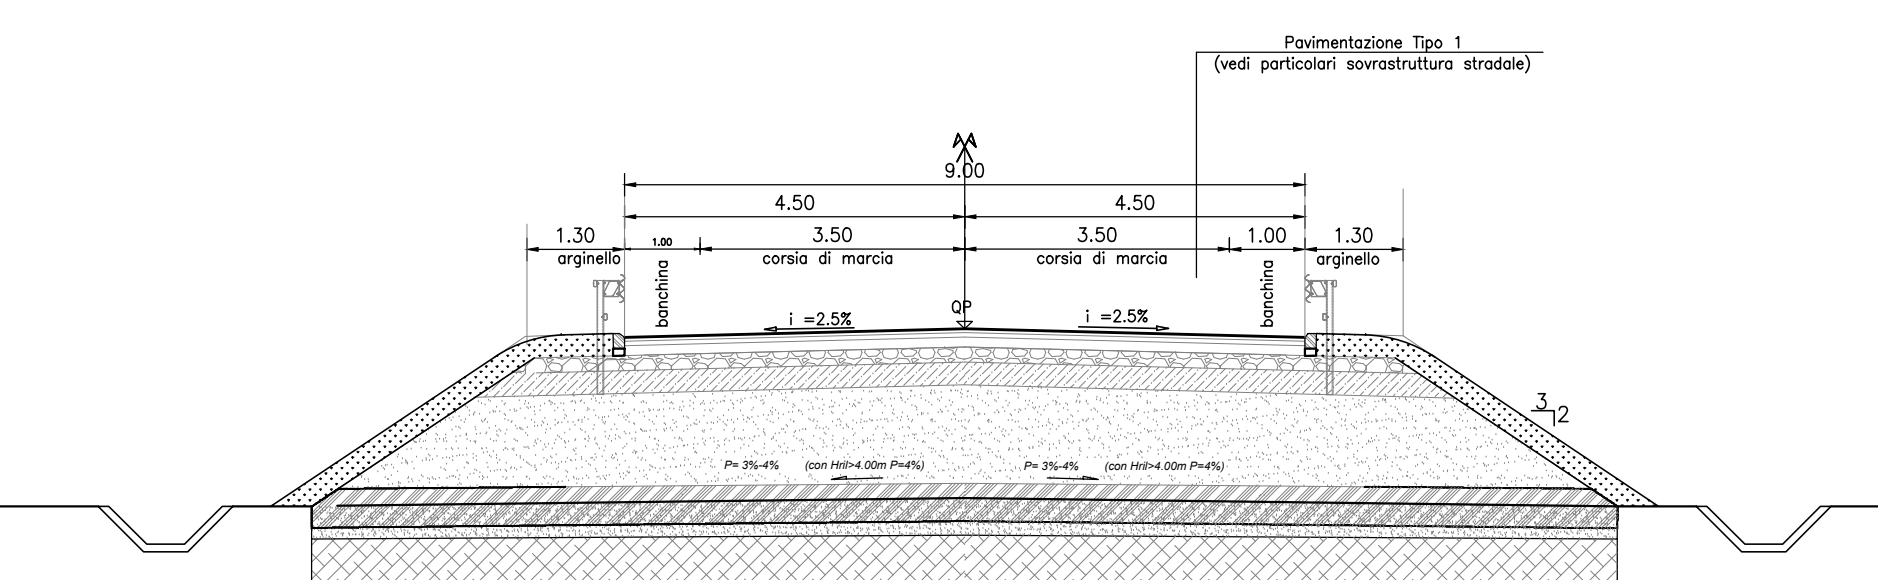 Pavimentazione Tipo 1
(vedi particolari sovrastruttura stradale)
9.00
4.50 4.50
1.30 1.00 3.50 3.50 1.00 1.30
arginello corsia di marcia corsia di marcia arginello
banchina banchina
QP
i =2.5% i =2.5%
3
2
P= 3%-4% (con Hril>4.00m P=4%) P= 3%-4% (con Hril>4.00m P=4%)